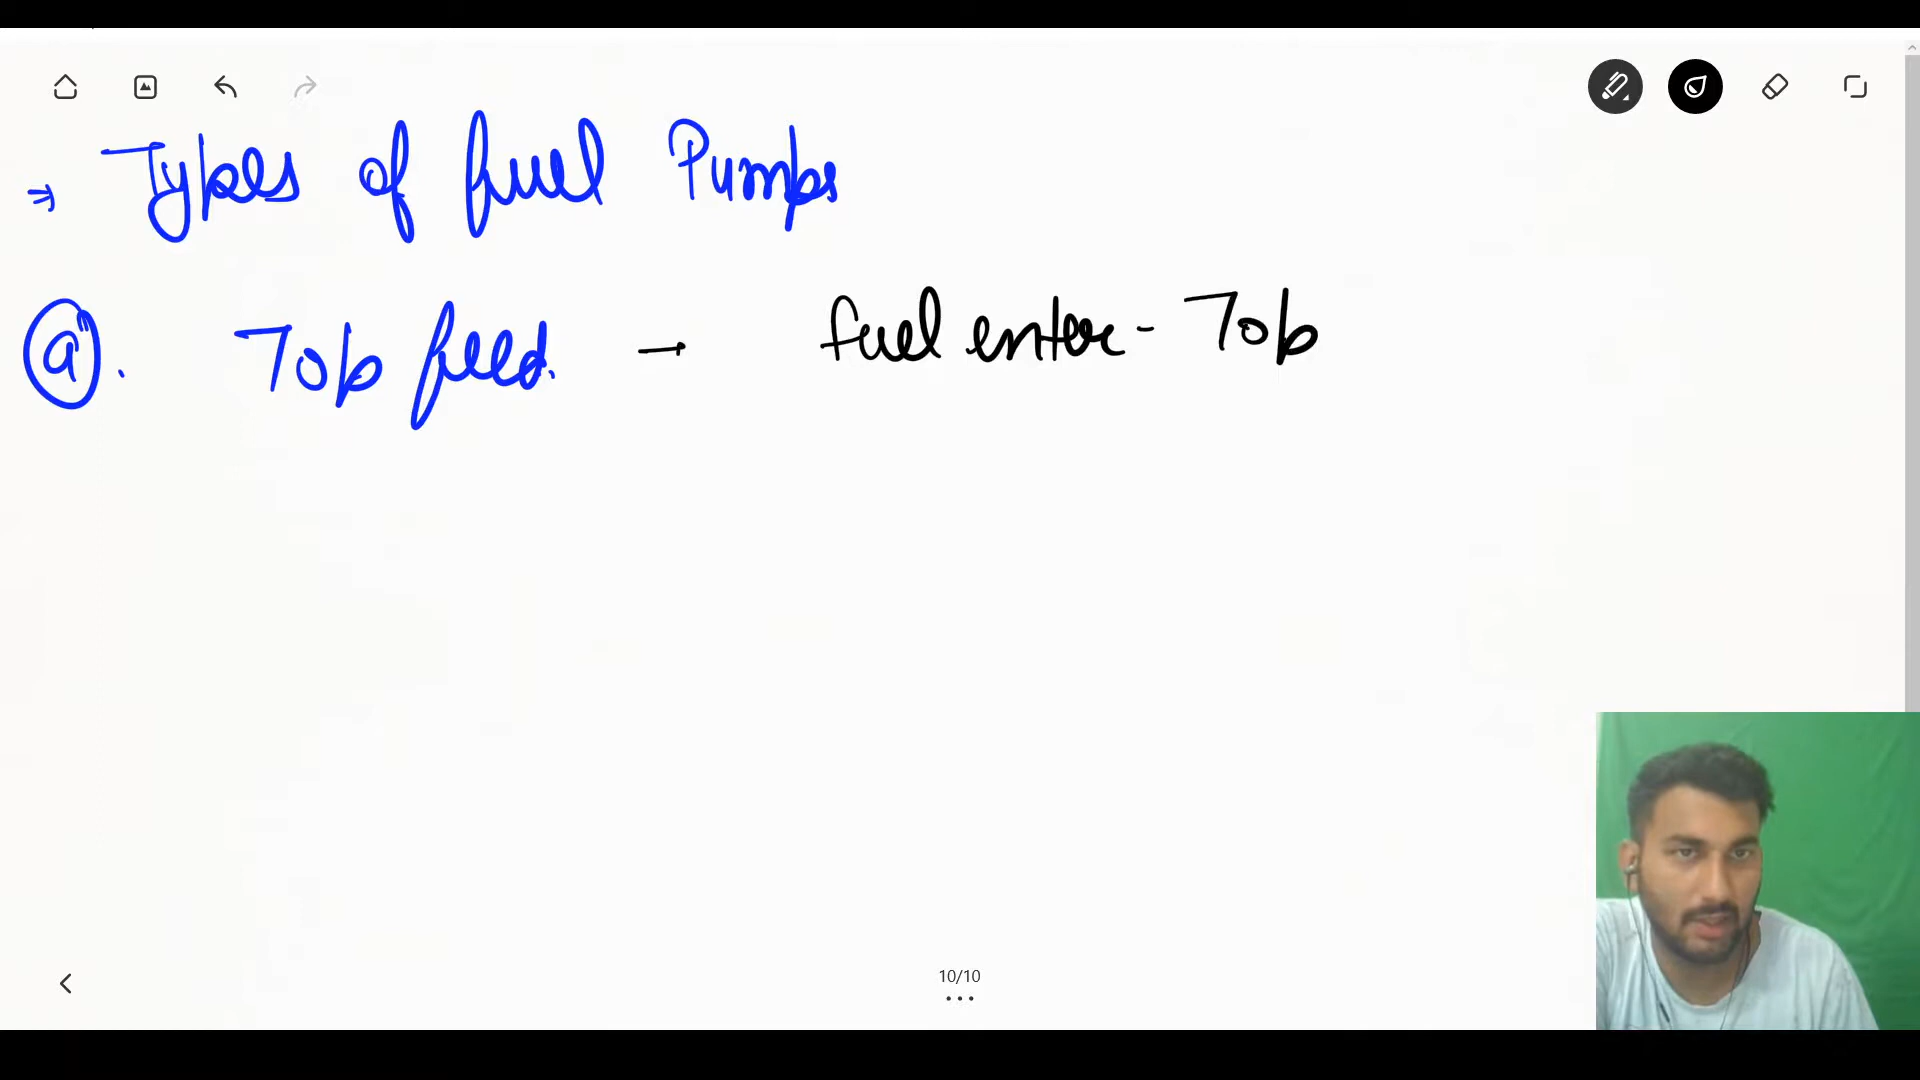 ⇒ Types of fuel Pumps
a. Top feed. → fuel enter - Top
10/10